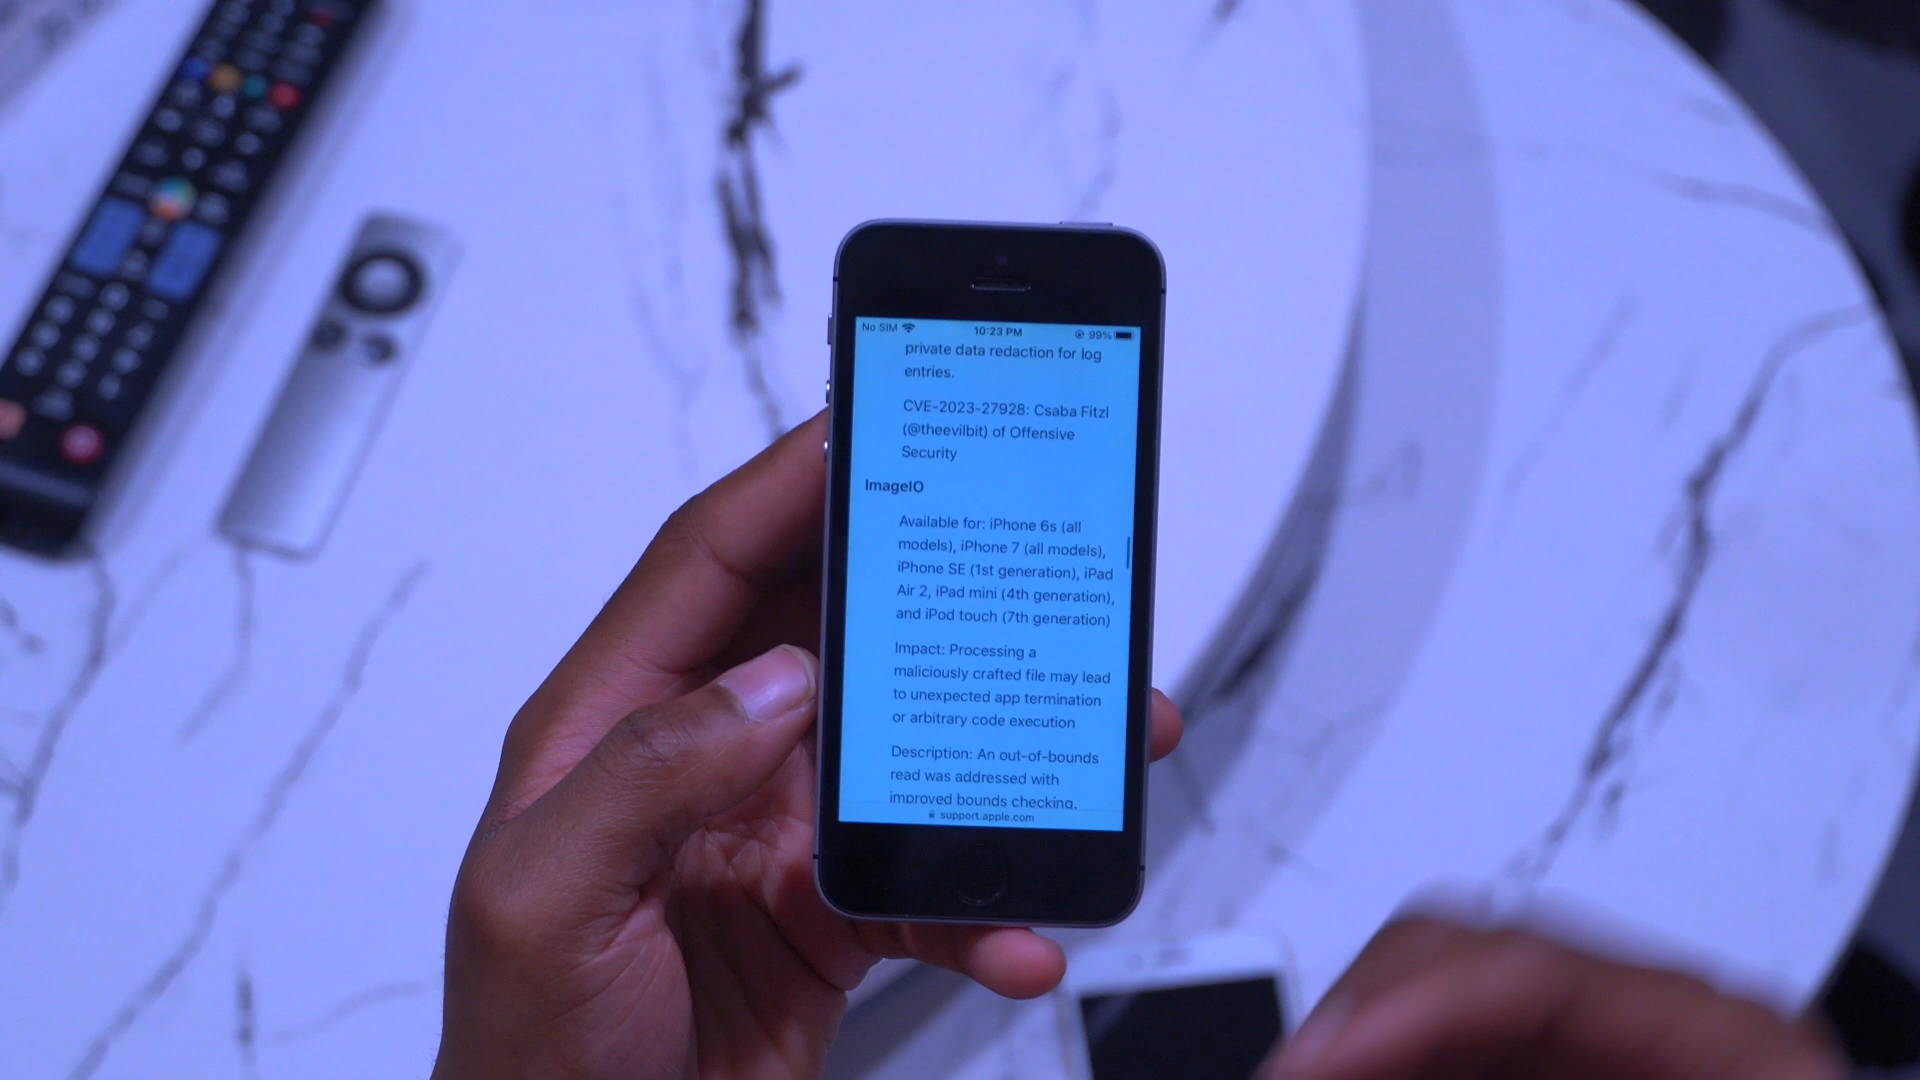 No SIM 10:23 PM 99%
private data redaction for log
entries.
CVE-2023-27928: Csaba Fitzl
(@theevilbit) of Offensive
Security
ImageIO
Available for: iPhone 6s (all
models), iPhone 7 (all models),
iPhone SE (1st generation), iPad
Air 2, iPad mini (4th generation),
and iPod touch (7th generation)
Impact: Processing a
maliciously crafted file may lead
to unexpected app termination
or arbitrary code execution
Description: An out-of-bounds
read was addressed with
improved bounds checking.
support.apple.com